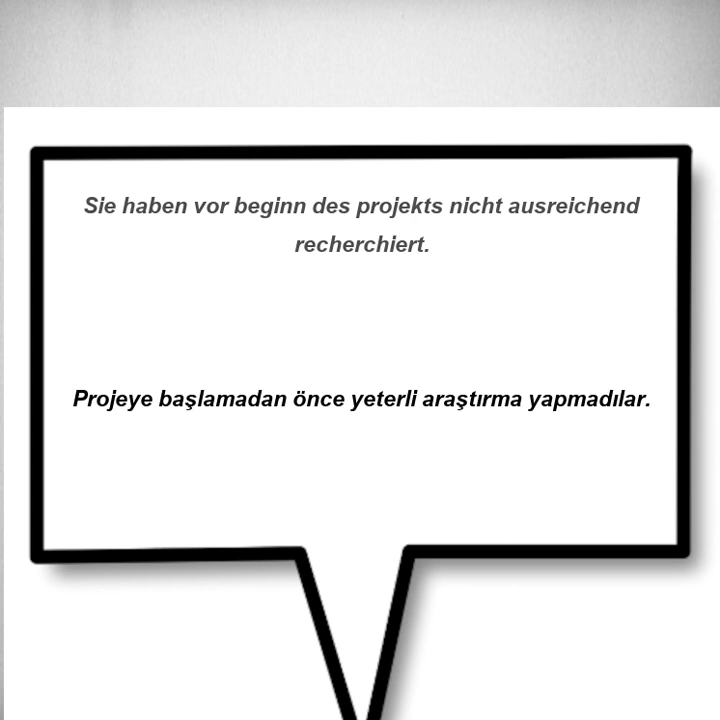 Sie haben vor beginn des projekts nicht ausreichend
recherchiert.
Projeye başlamadan önce yeterli araştırma yapmadılar.